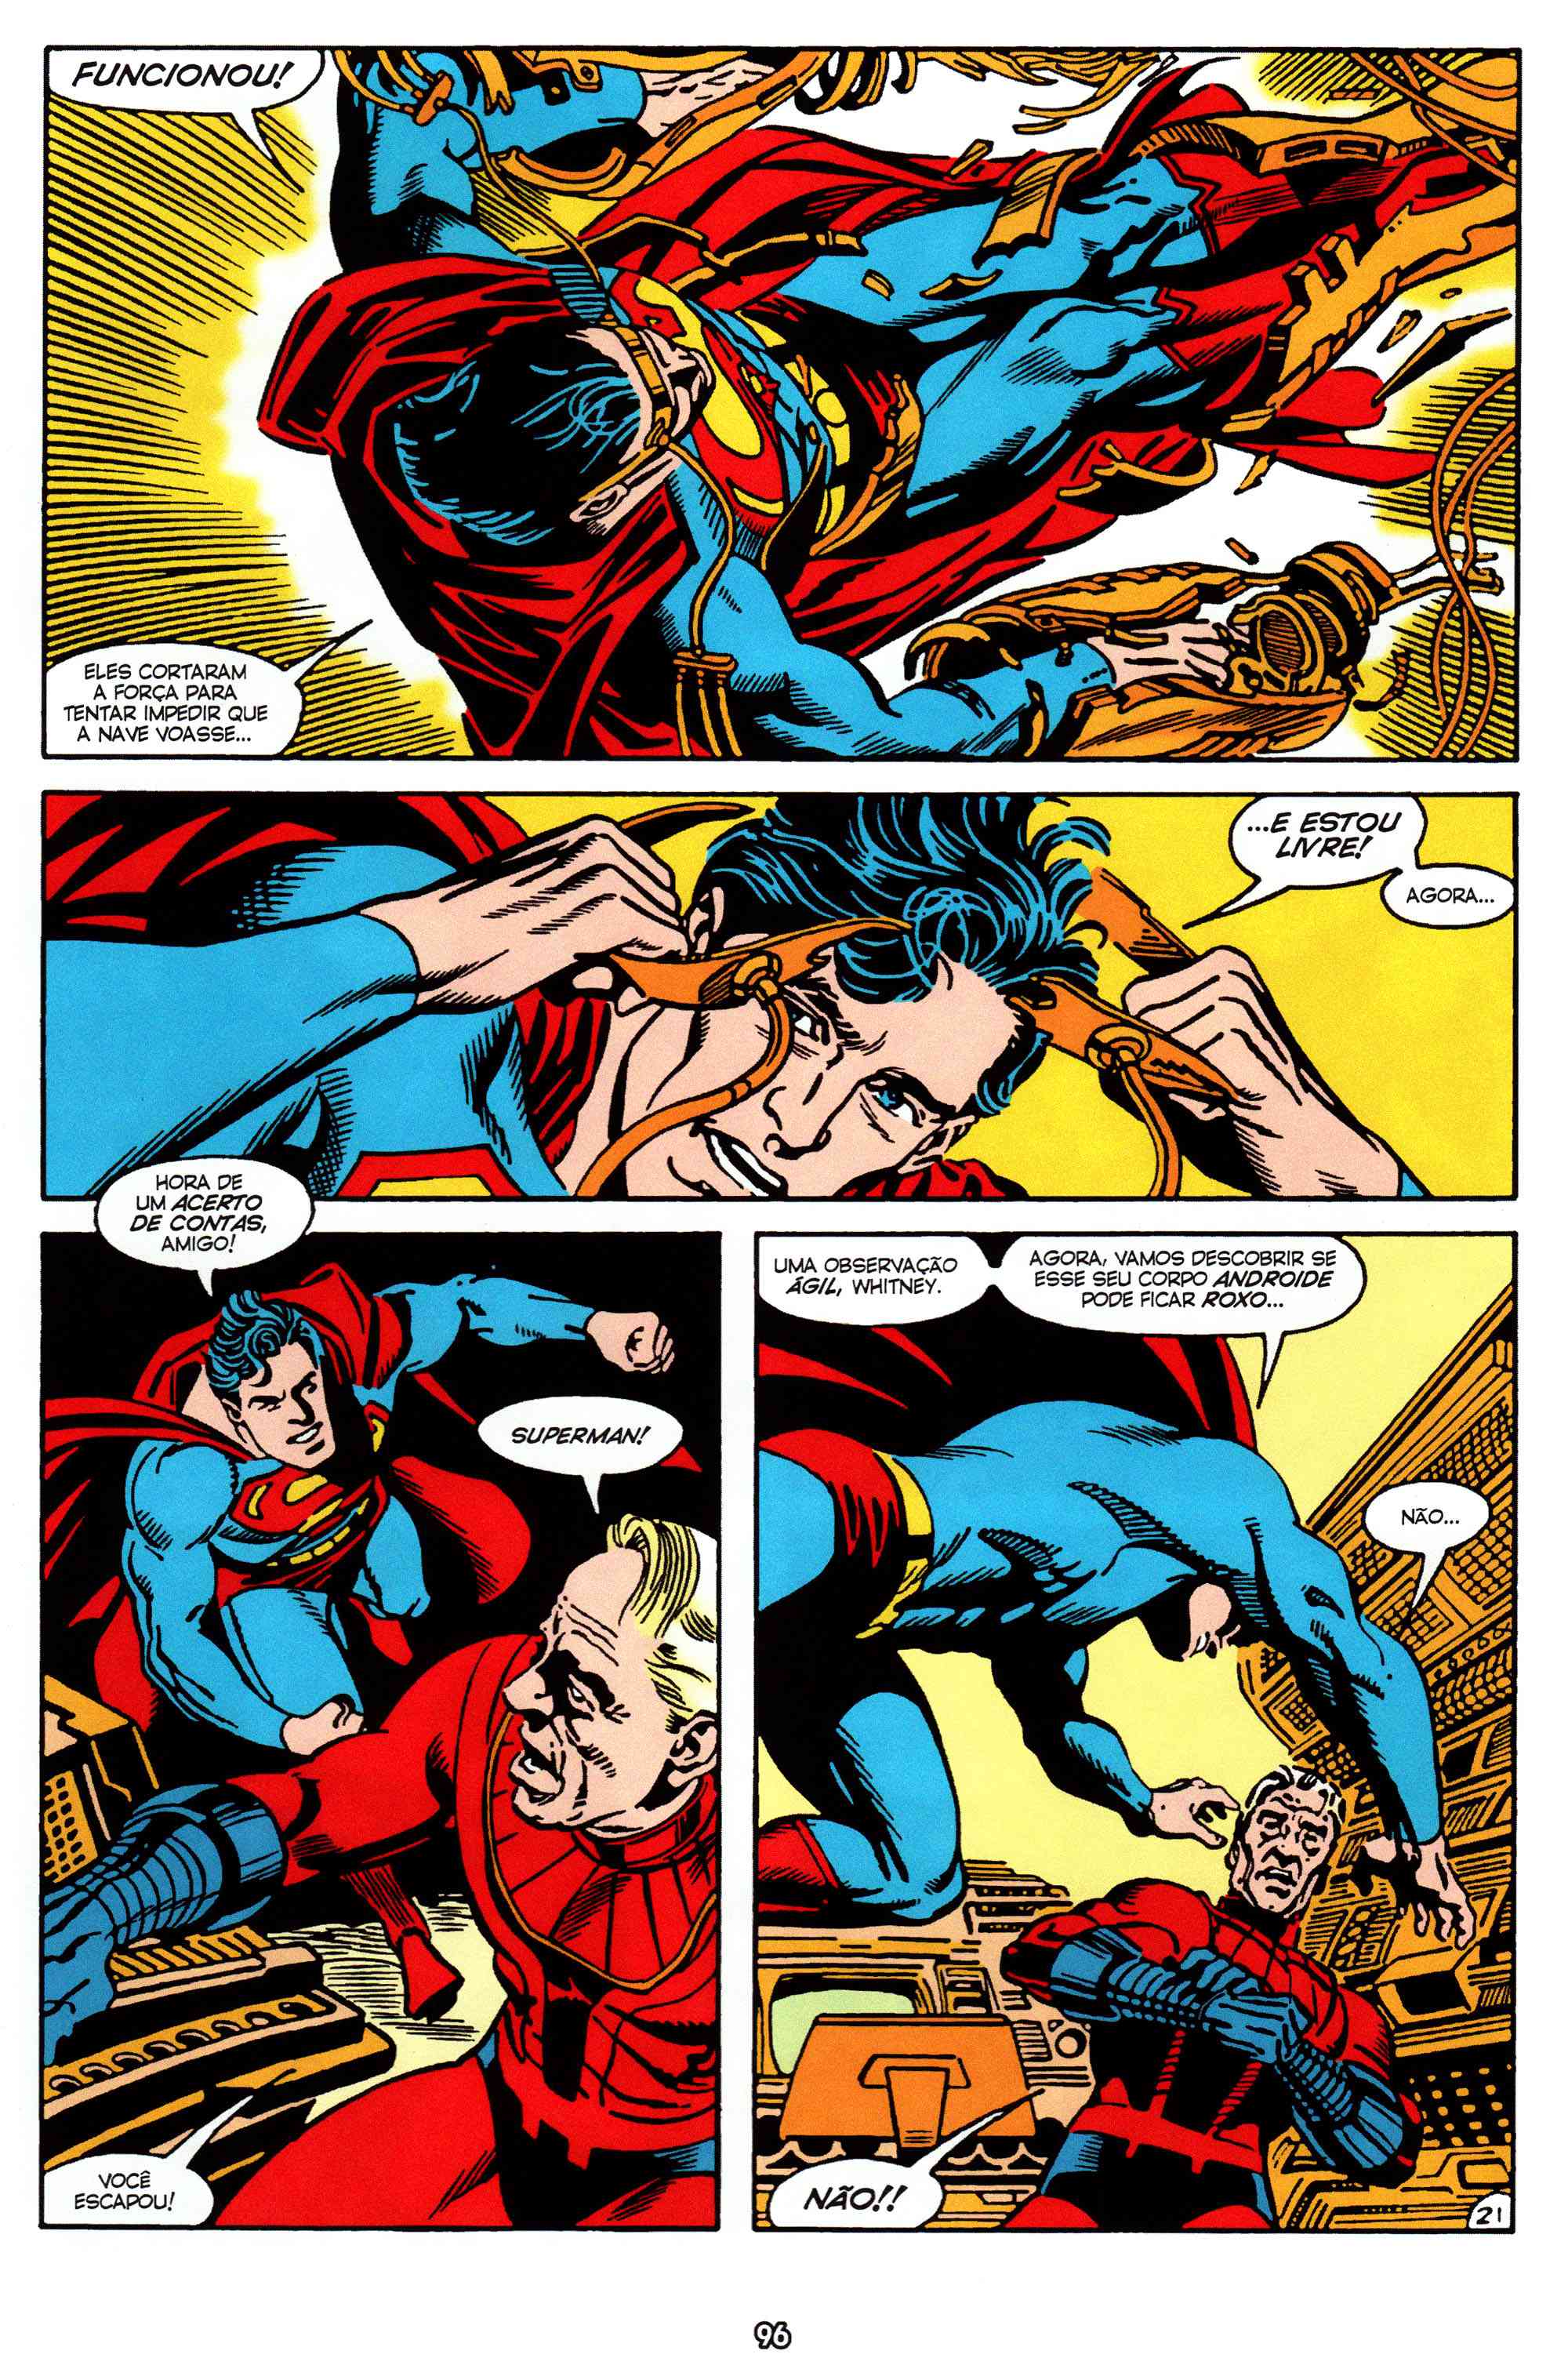 FUNCIONOU!
ELES CORTARAM
A FORÇA PARA
TENTAR IMPEDIR QUE
A NAVE VOASSE...
...E ESTOU
LIVRE!
AGORA...
HORA DE
UM ACERTO
DE CONTAS,
AMIGO!
SUPERMAN!
VOCÊ
ESCAPOU!
UMA OBSERVAÇÃO
ÁGIL, WHITNEY.
AGORA, VAMOS DESCOBRIR SE
ESSE SEU CORPO ANDROIDE
PODE FICAR ROXO...
NÃO...
NÃO!!
21
96